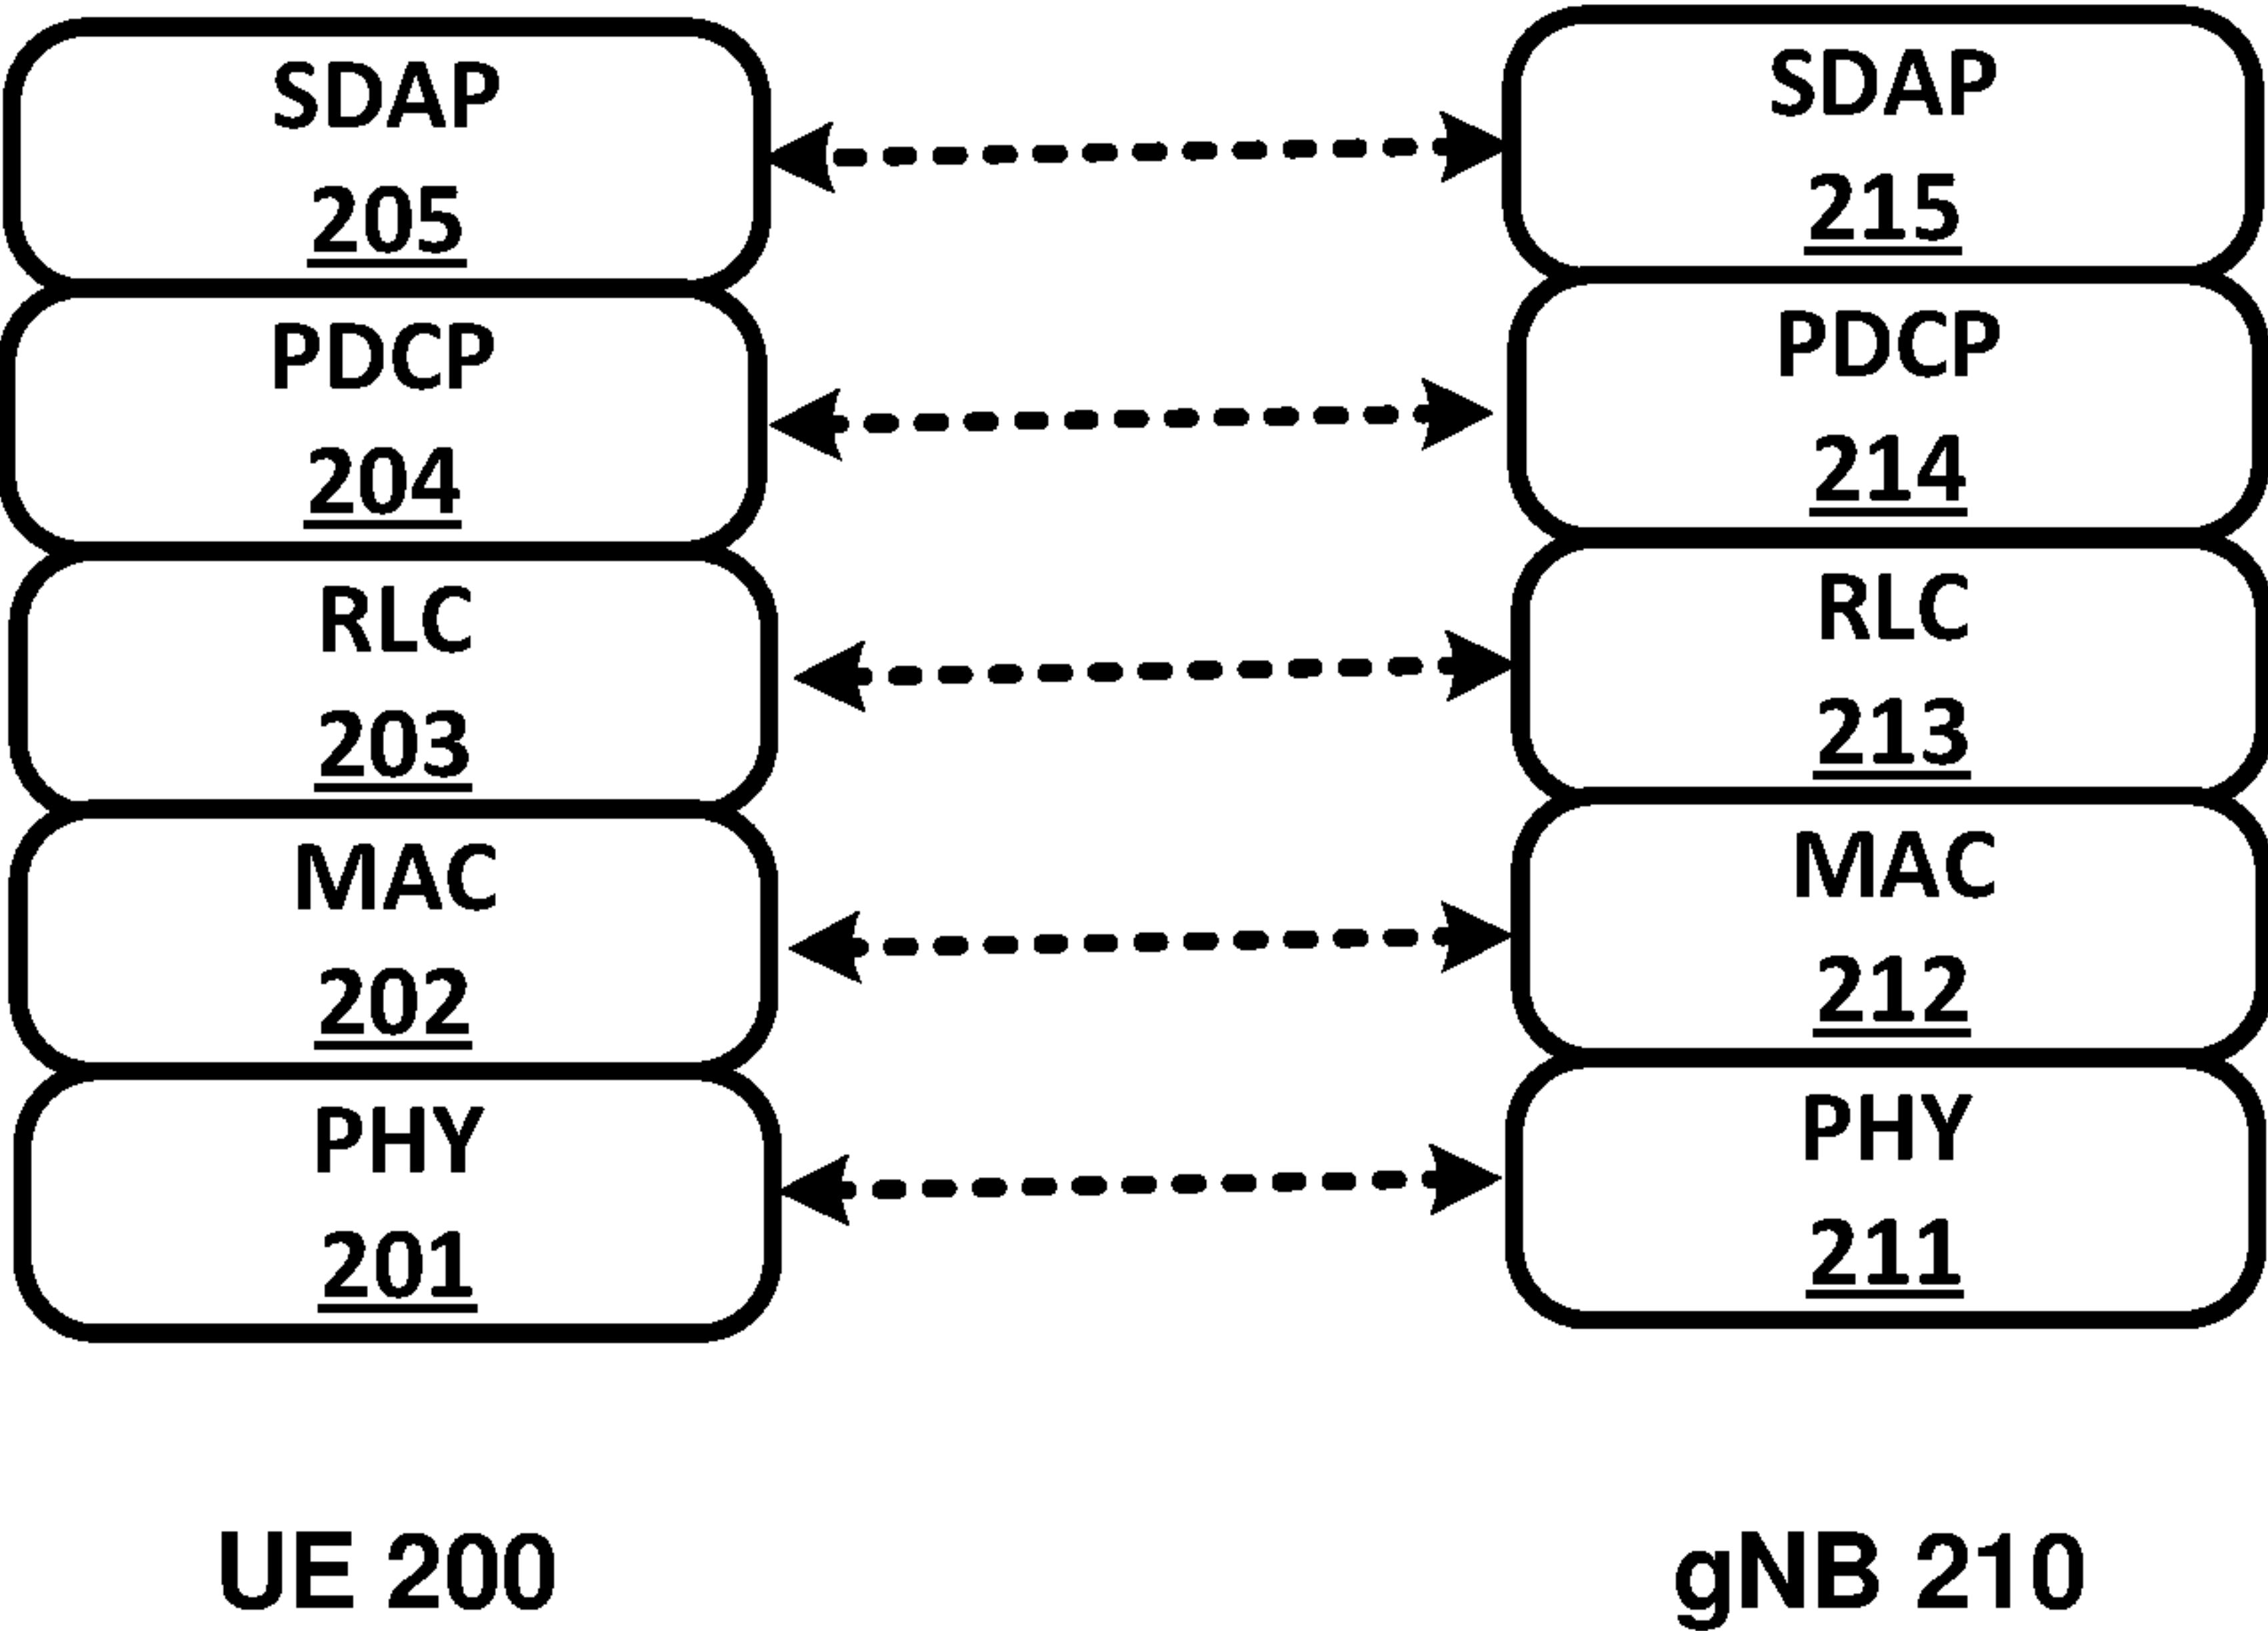 SDAP
205
PDCP
204
RLC
203
MAC
202
PHY
201
UE 200
SDAP
215
PDCP
214
RLC
213
MAC
212
PHY
211
gNB 210